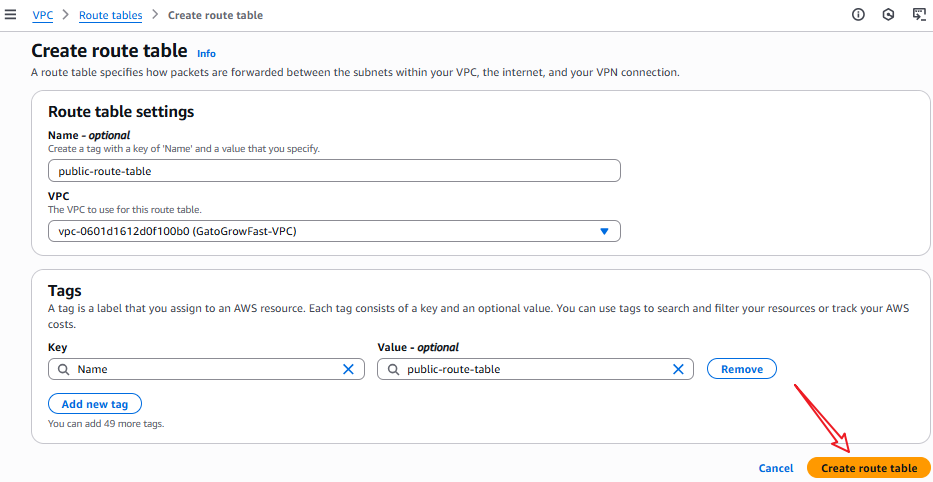 VPC > Route tables > Create route table
Create route table Info
A route table specifies how packets are forwarded between the subnets within your VPC, the internet, and your VPN connection.
Route table settings
Name - optional
Create a tag with a key of 'Name' and a value that you specify.
public-route-table
VPC
The VPC to use for this route table.
vpc-0601d1612d0f100b0 (GatoGrowFast-VPC)
Tags
A tag is a label that you assign to an AWS resource. Each tag consists of a key and an optional value. You can use tags to search and filter your resources or track your AWS
costs.
Key Value - optional
Name public-route-table Remove
Add new tag
You can add 49 more tags.
Cancel Create route table